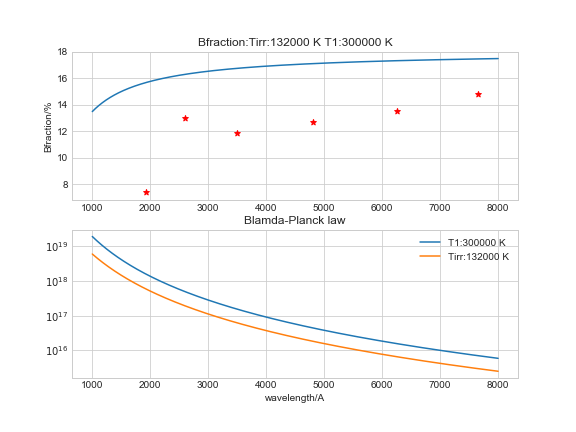 Bfraction:Tirr:132000 K T1:300000 K
18
16
14
12
10
8
Bfraction/%
1000 2000 3000 4000 5000 6000 7000 8000
Blamda-Planck law
10^19
10^18
10^17
10^16
T1:300000 K
Tirr:132000 K
1000 2000 3000 4000 5000 6000 7000 8000
wavelength/A